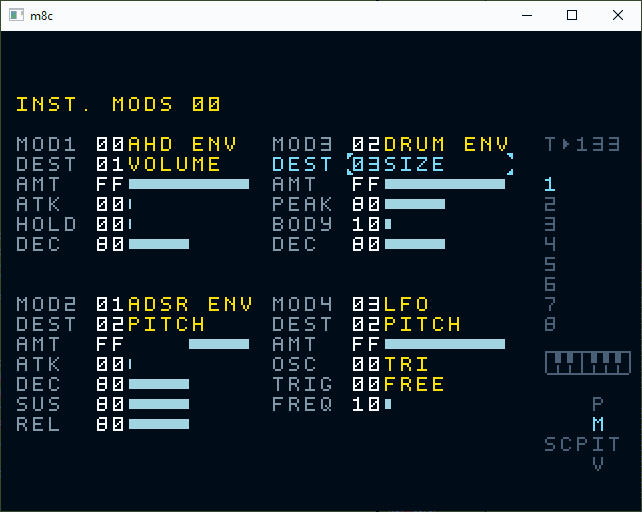 m8c
INST. MODS 00
MOD1 00AHD ENV MOD3 02DRUM ENV T▸133
DEST 01VOLUME DEST 03SIZE
AMT FF AMT FF 1
ATK 00 PEAK 80 2
HOLD 00 BODY 10 3
DEC 80 DEC 80 4
5
6
MOD2 01ADSR ENV MOD4 03LFO 7
DEST 02PITCH DEST 02PITCH 8
AMT FF AMT FF
ATK 00 OSC 00TRI
DEC 80 TRIG 00FREE
SUS 80 FREQ 10 P
REL 80 M
SCPIT
V